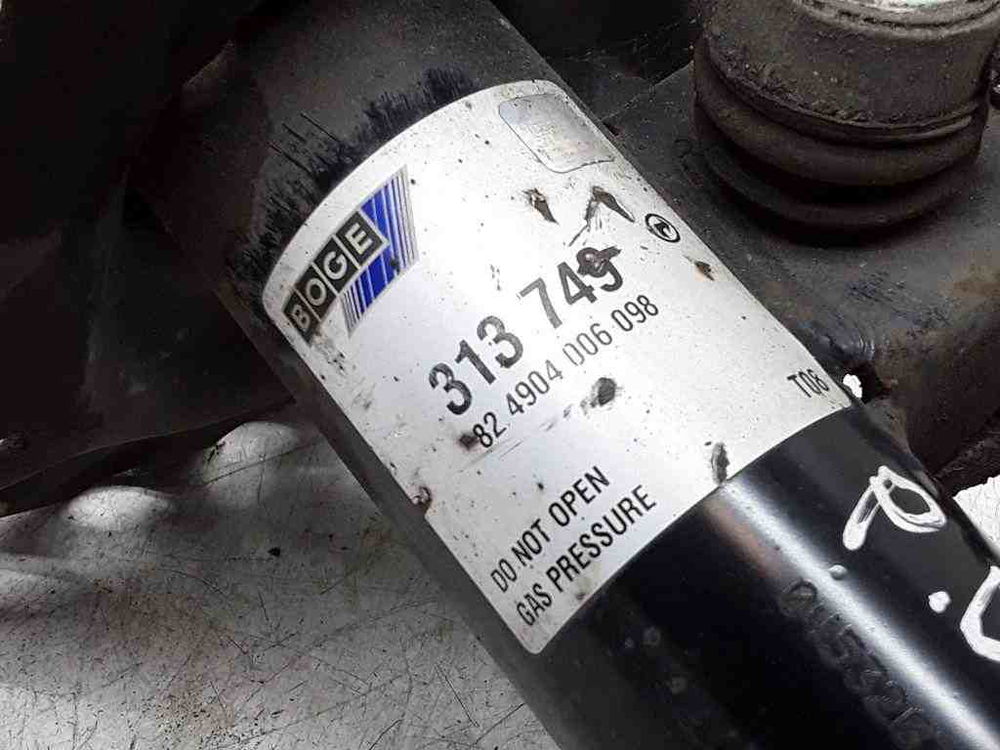 BOGE
313 749
82 4904 006 098
T08
DO NOT OPEN
GAS PRESSURE